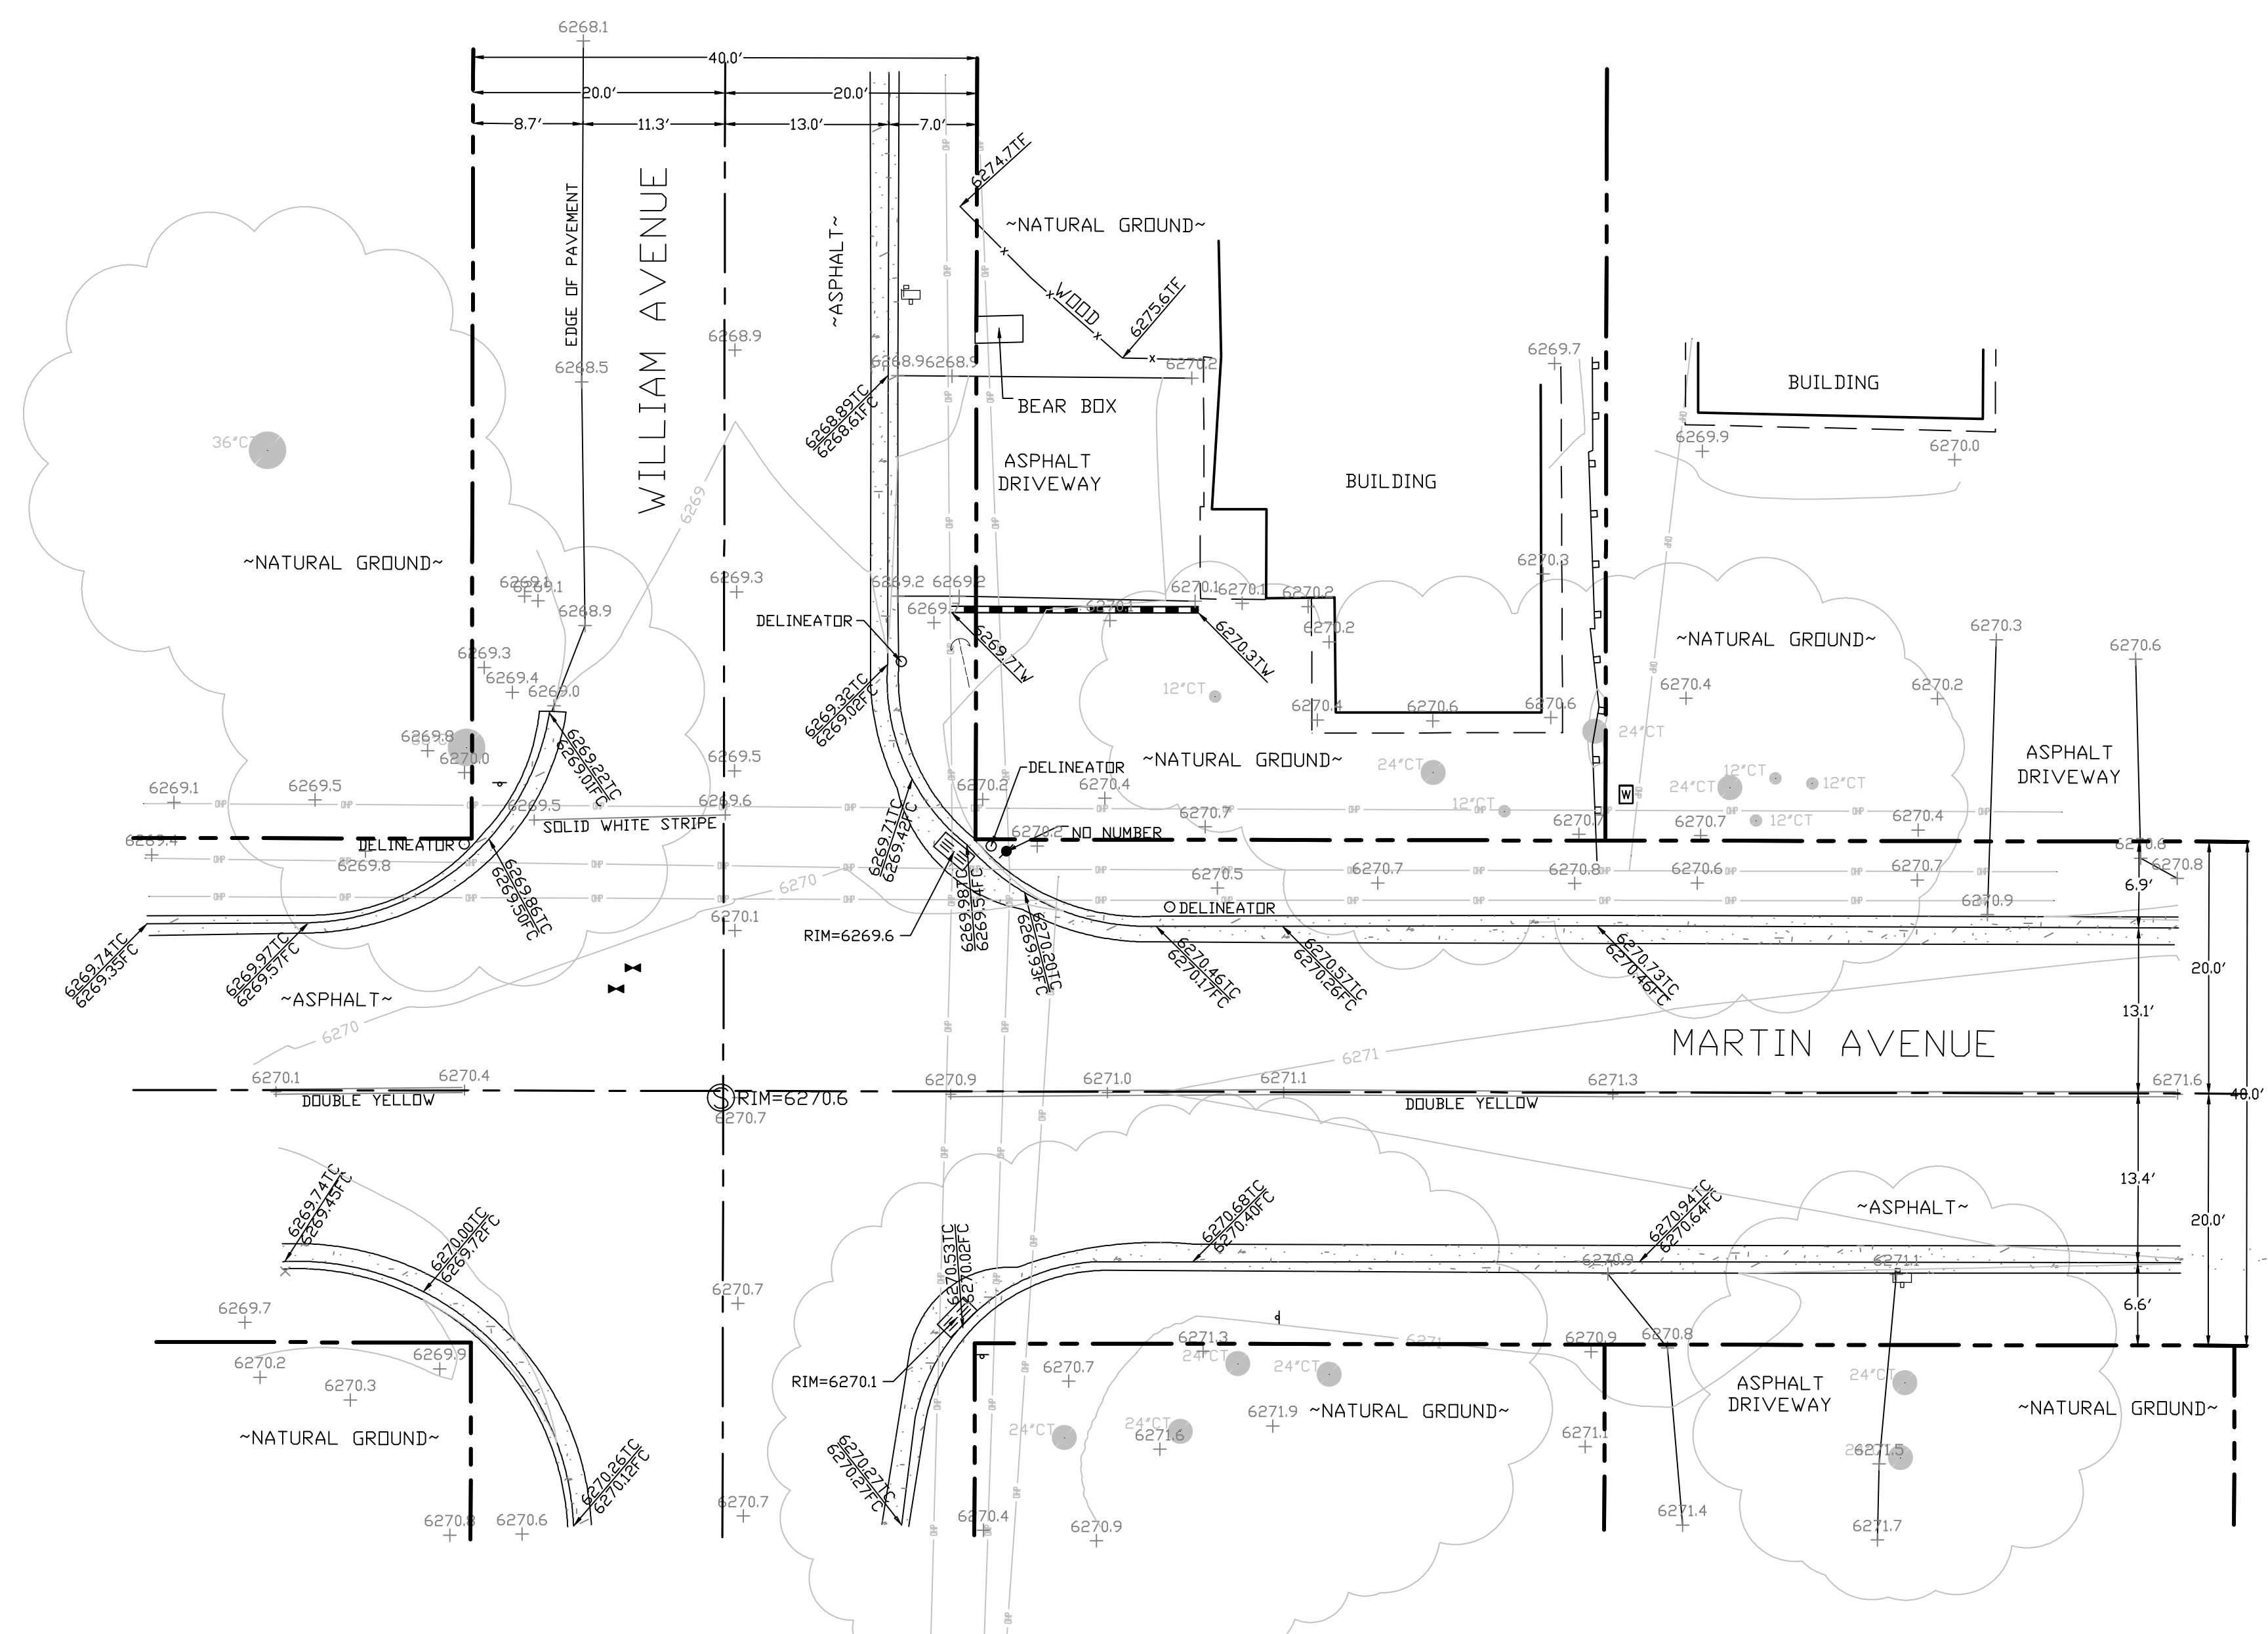 6268.1
40.0'
20.0'
20.0'
8.7'
11.3'
13.0'
7.0'
6274.7TF
~NATURAL GROUND~
EDGE OF PAVEMENT
WILLIAM AVENUE
~ASPHALT~
WOOD
6275.6TF
6268.9
6268.5
6268.9
6268.9
6270.2
6269.7
BUILDING
6268.89TC
6268.61FC
BEAR BOX
36"CT
6269.9
6270.0
ASPHALT
DRIVEWAY
BUILDING
6269
~NATURAL GROUND~
6269.1
6269.1
6268.9
6269.3
6269.2
6269.2
6270.1
6270.1
6270.2
6270.3
DELINEATOR
6270.1
6270.2
6269.7TW
6270.3TW
~NATURAL GROUND~
6270.3
6270.6
6269.3
6269.4
6269.0
6269.32TC
6269.02FC
12"CT
6270.4
6270.6
6270.6
6270.4
6270.2
24"CT
6269.8
6270.0
6269.22TC
6269.01FC
6269.5
~NATURAL GROUND~
DELINEATOR
24"CT
ASPHALT
DRIVEWAY
12"CT
24"CT
12"CT
6269.1
6269.5
6269.5
6269.6
6270.2
6270.4
12"CT
W
12"CT
SOLID WHITE STRIPE
6269.71TC
6269.42FC
6270.2
NO NUMBER
6270.7
6270.7
6270.7
6270.4
DELINEATOR
6269.4
6269.8
6269.86TC
6269.50FC
6270
6269.98TC
6269.54FC
6270.5
6270.7
6270.8
6270.6
6270.7
6270.8
6270.8
6.9'
6270.9
DELINEATOR
RIM=6269.6
6270.1
6269.74TC
6269.35FC
6269.97TC
6269.57FC
6270.20TC
6269.93FC
6270.46TC
6270.17FC
6270.57TC
6270.26FC
6270.73TC
6270.46FC
20.0'
~ASPHALT~
13.1'
6270
6271
MARTIN AVENUE
6270.1
6270.4
6270.9
6271.0
6271.1
6271.3
6271.6
40.0'
DOUBLE YELLOW
S
RIM=6270.6
DOUBLE YELLOW
6270.7
13.4'
6269.74TC
6269.45FC
6270.00TC
6269.72FC
6270.53TC
6270.02FC
6270.68TC
6270.40FC
6270.94TC
6270.64FC
~ASPHALT~
20.0'
6270.9
6271.1
6270.7
6.6'
6269.7
6271.3
6271
6270.9
6270.8
6270.2
6269.9
24"CT
24"CT
6270.7
RIM=6270.1
24"CT
ASPHALT
DRIVEWAY
6270.3
~NATURAL GROUND~
6271.9
~NATURAL GROUND~
~NATURAL GROUND~
24"CT
24"CT
6271.6
6271.1
6271.5
6270.26TC
6270.12FC
6270.27TC
6270.27FC
6270.8
6270.6
6270.7
6270.4
6270.9
6271.4
6271.7